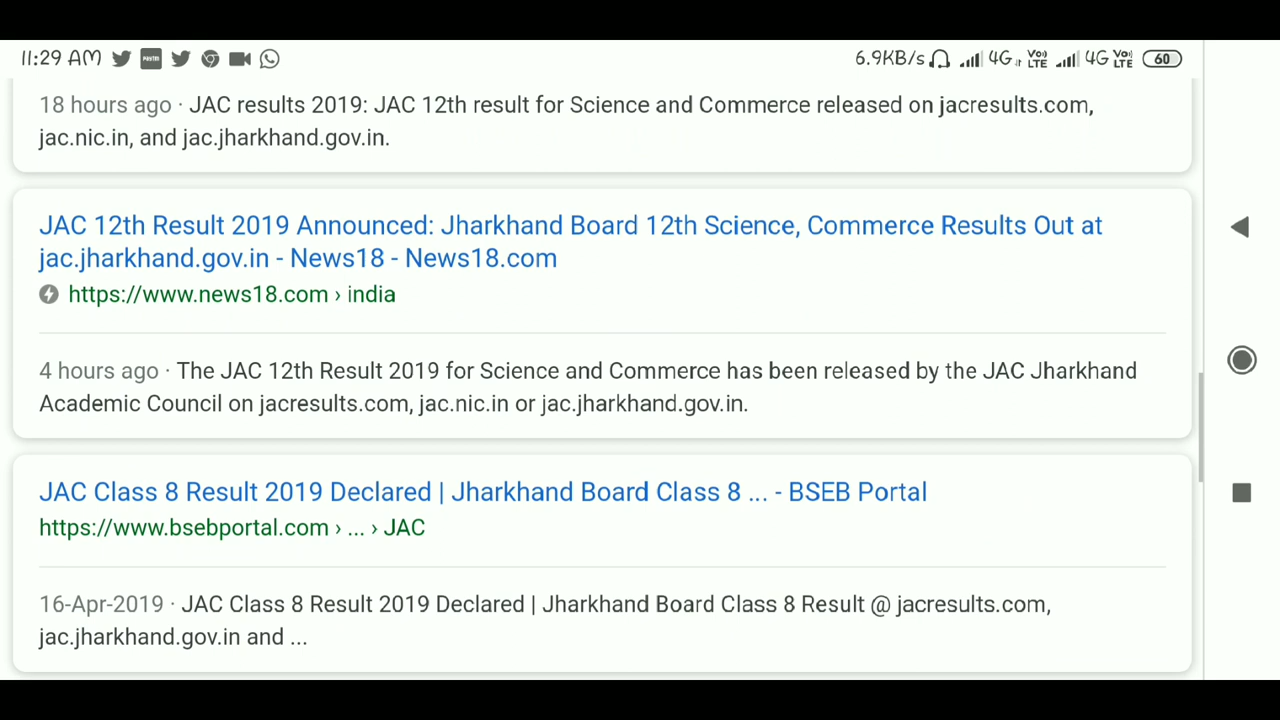 11:29 AM PAYTM 6.9KB/s 4G Vo) LTE 4G Vo) LTE 60
18 hours ago · JAC results 2019: JAC 12th result for Science and Commerce released on jacresults.com,
jac.nic.in, and jac.jharkhand.gov.in.
JAC 12th Result 2019 Announced: Jharkhand Board 12th Science, Commerce Results Out at
jac.jharkhand.gov.in - News18 - News18.com
https://www.news18.com › india
4 hours ago · The JAC 12th Result 2019 for Science and Commerce has been released by the JAC Jharkhand
Academic Council on jacresults.com, jac.nic.in or jac.jharkhand.gov.in.
JAC Class 8 Result 2019 Declared | Jharkhand Board Class 8 ... - BSEB Portal
https://www.bsebportal.com › ... › JAC
16-Apr-2019 · JAC Class 8 Result 2019 Declared | Jharkhand Board Class 8 Result @ jacresults.com,
jac.jharkhand.gov.in and ...